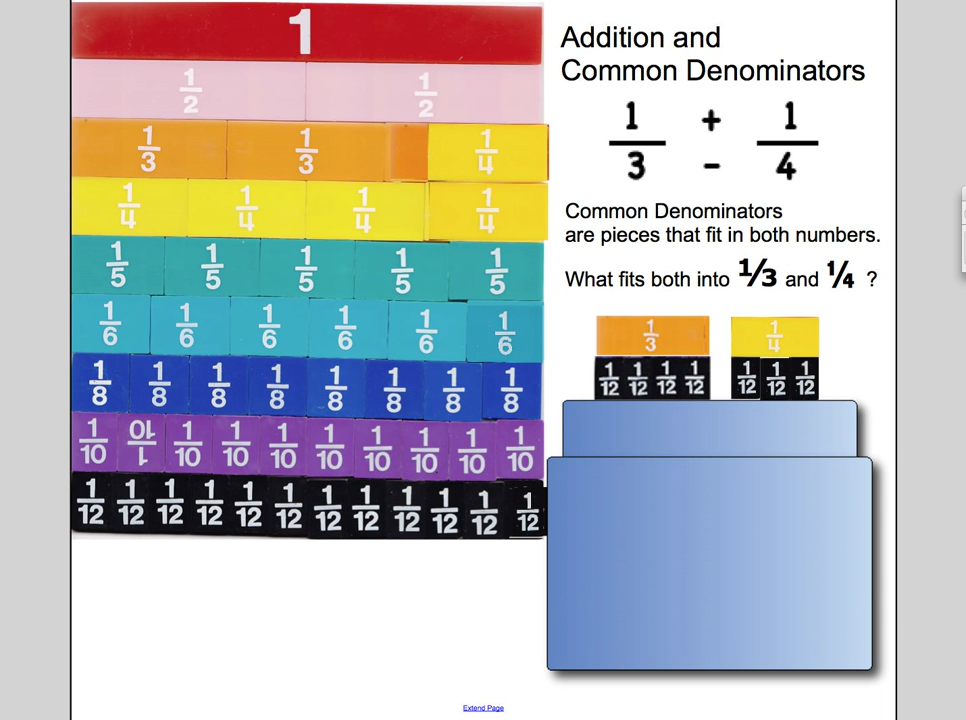 1
1/2 1/2
1/3 1/3 1/4
1/4 1/4 1/4 1/4
1/5 1/5 1/5 1/5 1/5
1/6 1/6 1/6 1/6 1/6 1/6
1/8 1/8 1/8 1/8 1/8 1/8 1/8 1/8
1/10 1/10 1/10 1/10 1/10 1/10 1/10 1/10 1/10 1/10
1/12 1/12 1/12 1/12 1/12 1/12 1/12 1/12 1/12 1/12 1/12 1/12
Addition and
Common Denominators
1 + 1
3 - 4
Common Denominators
are pieces that fit in both numbers.
What fits both into ⅓ and ¼ ?
1/3 1/4
1/12 1/12 1/12 1/12 1/12 1/12 1/12
Extend Page